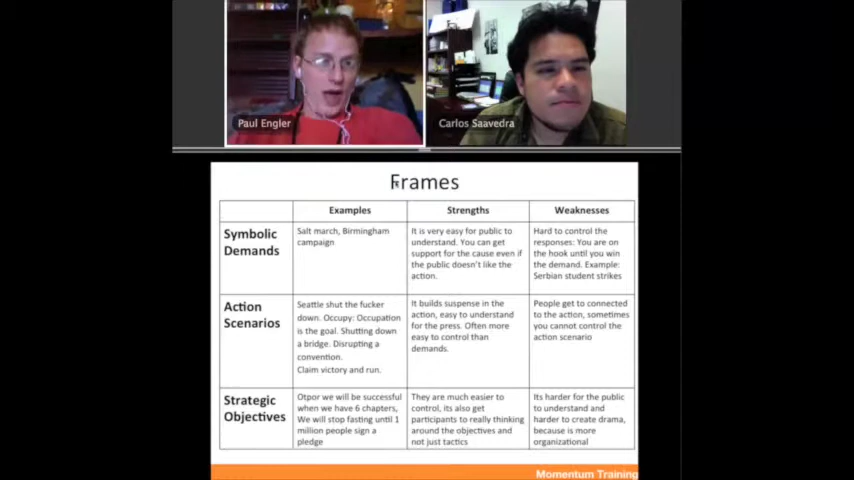 Paul Engler
Carlos Saavedra
Frames
Examples
Strengths
Weaknesses
Symbolic
Demands
Salt march, Birmingham
campaign
It is very easy for public to
understand. You can get
support for the cause even if
the public doesn't like the
action.
Hard to control the
responses: You are on
the hook until you win
the demand. Example:
Serbian student strikes
Action
Scenarios
Seattle shut the fucker
down. Occupy: Occupation
is the goal. Shutting down
a bridge. Disrupting a
convention.
Claim victory and run.
It builds suspense in the
action, easy to understand
for the press. Often more
easy to control than
demands.
People get to connected
to the action, sometimes
you cannot control the
action scenario
Strategic
Objectives
Otpor we will be successful
when we have 6 chapters,
We will stop fasting until 1
million people sign a
pledge
They are much easier to
control, its also get
participants to really thinking
around the objectives and
not just tactics
Its harder for the public
to understand and
harder to create drama,
because is more
organizational
Momentum Training